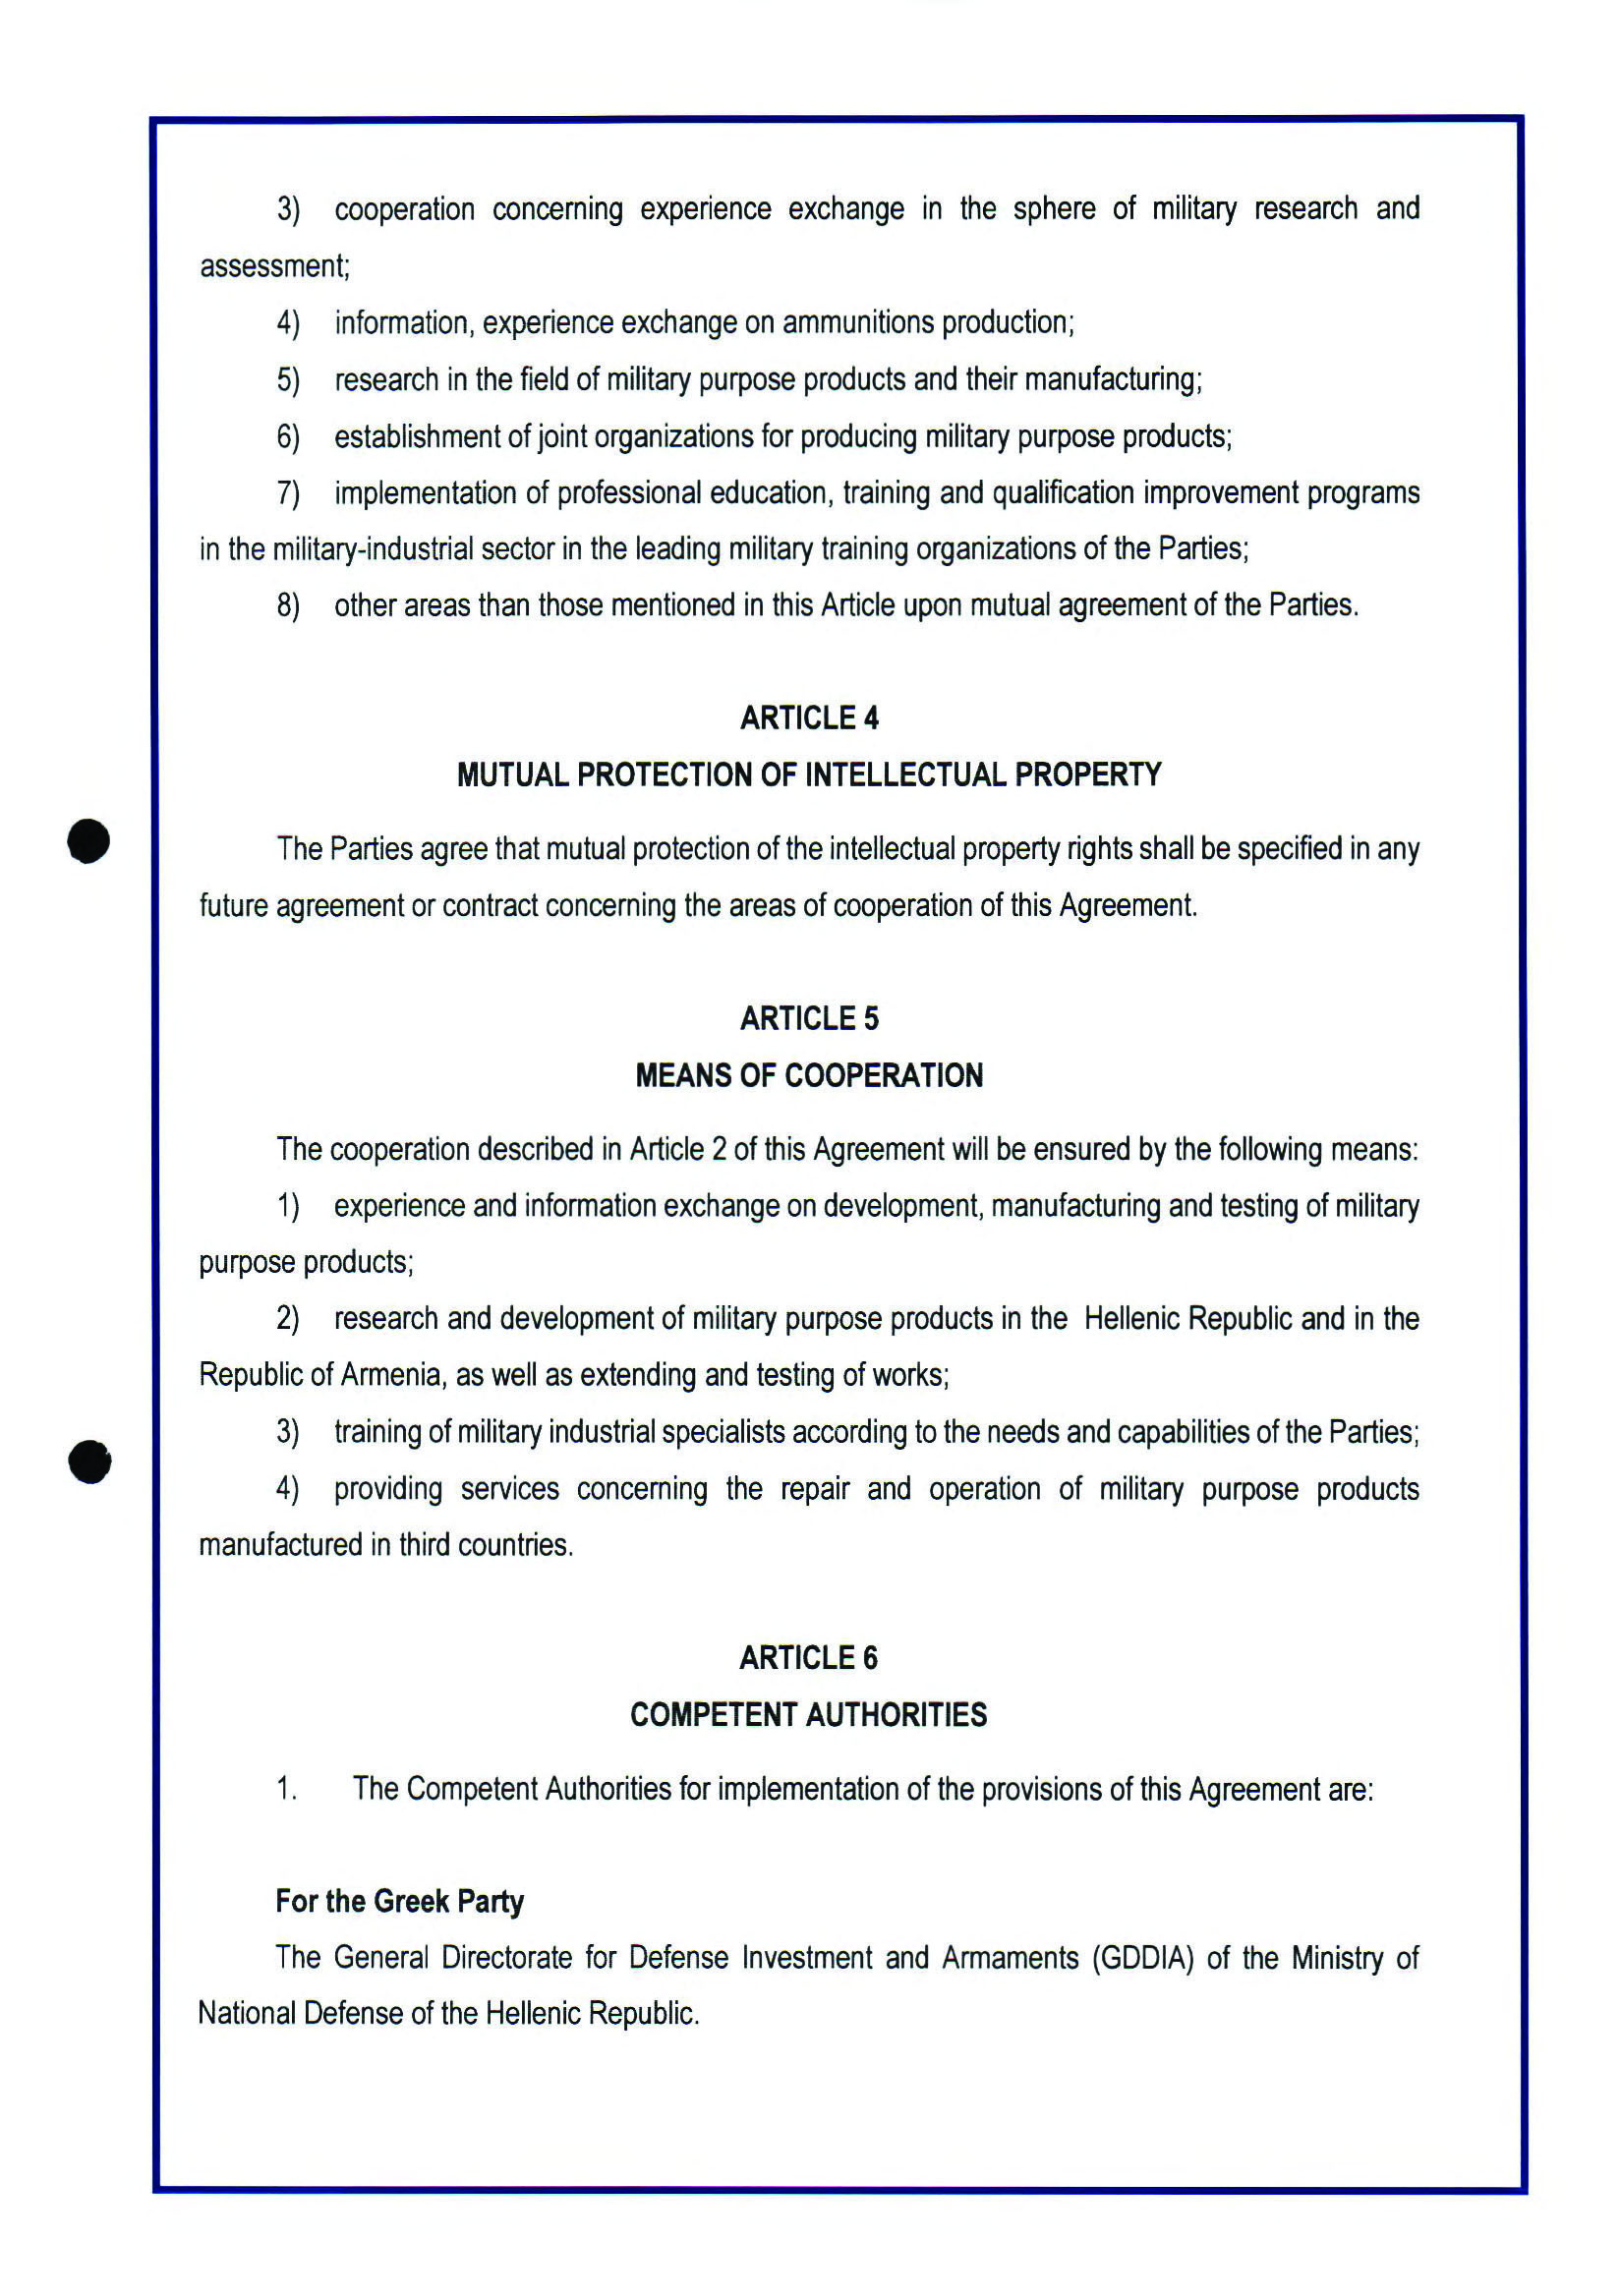 3) cooperation concerning experience exchange in the sphere of military research and
assessment;
4) information, experience exchange on ammunitions production;
5) research in the field of military purpose products and their manufacturing;
6) establishment of joint organizations for producing military purpose products;
7) implementation of professional education, training and qualification improvement programs
in the military-industrial sector in the leading military training organizations of the Parties;
8) other areas than those mentioned in this Article upon mutual agreement of the Parties.
ARTICLE 4
MUTUAL PROTECTION OF INTELLECTUAL PROPERTY
The Parties agree that mutual protection of the intellectual property rights shall be specified in any
future agreement or contract concerning the areas of cooperation of this Agreement.
ARTICLE 5
MEANS OF COOPERATION
The cooperation described in Article 2 of this Agreement will be ensured by the following means:
1) experience and information exchange on development, manufacturing and testing of military
purpose products;
2) research and development of military purpose products in the Hellenic Republic and in the
Republic of Armenia, as well as extending and testing of works;
3) training of military industrial specialists according to the needs and capabilities of the Parties;
4) providing services concerning the repair and operation of military purpose products
manufactured in third countries.
ARTICLE 6
COMPETENT AUTHORITIES
1. The Competent Authorities for implementation of the provisions of this Agreement are:
For the Greek Party
The General Directorate for Defense Investment and Armaments (GDDIA) of the Ministry of
National Defense of the Hellenic Republic.